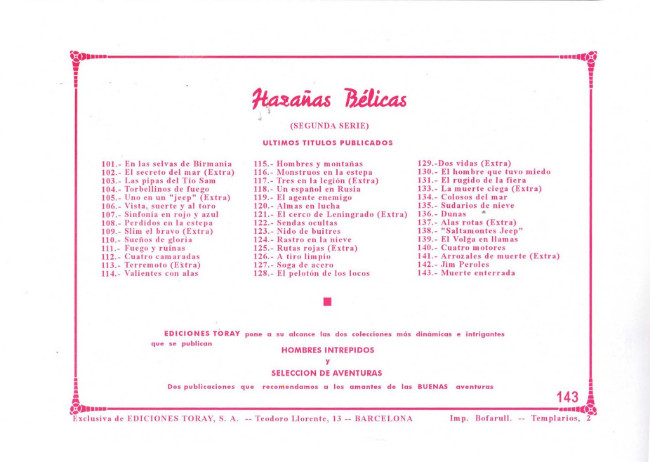 Hazañas Bélicas
(SEGUNDA SERIE)
ULTIMOS TITULOS PUBLICADOS
101.- En las selvas de Birmania
102.- El secreto del mar (Extra)
103.- Las pipas del Tío Sam
104.- Torbellinos de fuego
105.- Uno en un "jeep" (Extra)
106.- Vista, suerte y al toro
107.- Sinfonía en rojo y azul
108.- Perdidos en la estepa
109.- Slim el bravo (Extra)
110.- Sueños de gloria
111.- Fuego y ruinas
112.- Cuatro camaradas
113.- Terremoto (Extra)
114.- Valientes con alas
115.- Hombres y montañas
116.- Monstruos en la estepa
117.- Tres en la legión (Extra)
118.- Un español en Rusia
119.- El agente enemigo
120.- Almas en lucha
121.- El cerco de Leningrado (Extra)
122.- Sendas ocultas
123.- Nido de buitres
124.- Rastro en la nieve
125.- Rutas rojas (Extra)
126.- A tiro limpio
127.- Soga de acero
128.- El pelotón de los locos
129.-Dos vidas (Extra)
130.- El hombre que tuvo miedo
131.- El rugido de la fiera
133.- La muerte ciega (Extra)
134.- Colosos del mar
135.- Sudarios de nieve
136.- Dunas
137.- Alas rotas (Extra)
138.- "Saltamontes Jeep"
139.- El Volga en llamas
140.- Cuatro motores
141.- Arrozales de muerte (Extra)
142.- Jim Peroles
143.- Muerte enterrada
EDICIONES TORAY pone a su alcance las dos colecciones más dinámicas e intrigantes
que se publican
HOMBRES INTREPIDOS
y
SELECCION DE AVENTURAS
Dos publicaciones que recomendamos a los amantes de las BUENAS aventuras
143
Exclusiva de EDICIONES TORAY, S. A. -- Teodoro Llorente, 13 -- BARCELONA
Imp. Bofarull. -- Templarios, 2